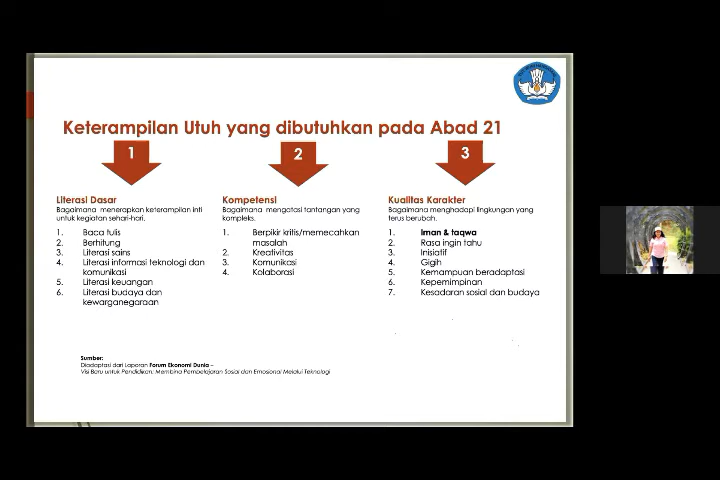 Keterampilan Utuh yang dibutuhkan pada Abad 21
1
2
3
Literasi Dasar
Bagaimana menerapkan keterampilan inti
untuk kegiatan sehari-hari.
1. Baca tulis
2. Berhitung
3. Literasi sains
4. Literasi informasi teknologi dan
komunikasi
5. Literasi keuangan
6. Literasi budaya dan
kewarganegaraan
Kompetensi
Bagaimana mengatasi tantangan yang
kompleks.
1. Berpikir kritis/memecahkan
masalah
2. Kreativitas
3. Komunikasi
4. Kolaborasi
Kualitas Karakter
Bagaimana menghadapi lingkungan yang
terus berubah.
1. Iman & taqwa
2. Rasa ingin tahu
3. Inisiatif
4. Gigih
5. Kemampuan beradaptasi
6. Kepemimpinan
7. Kesadaran sosial dan budaya
Sumber:
Diadaptasi dari Laporan Forum Ekonomi Dunia –
Visi Baru untuk Pendidikan: Membina Pembelajaran Sosial dan Emosional Melalui Teknologi